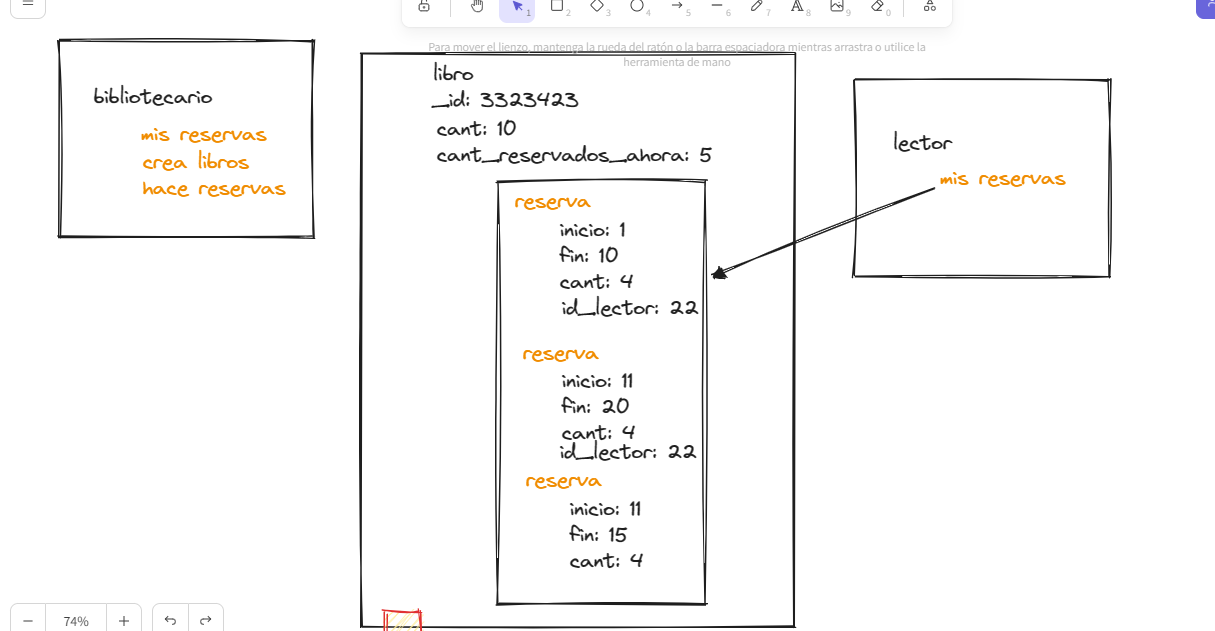 1
2
3
4
5
6
7
8
9
0
Para mover el lienzo, mantenga la rueda del ratón o la barra espaciadora mientras arrastra o utilice la
herramienta de mano
bibliotecario
mis reservas
crea libros
hace reservas
libro
_id: 3323423
cant: 10
cant_reservados_ahora: 5
reserva
inicio: 1
fin: 10
cant: 4
id_lector: 22
reserva
inicio: 11
fin: 20
cant: 4
id_lector: 22
reserva
inicio: 11
fin: 15
cant: 4
lector
mis reservas
74%